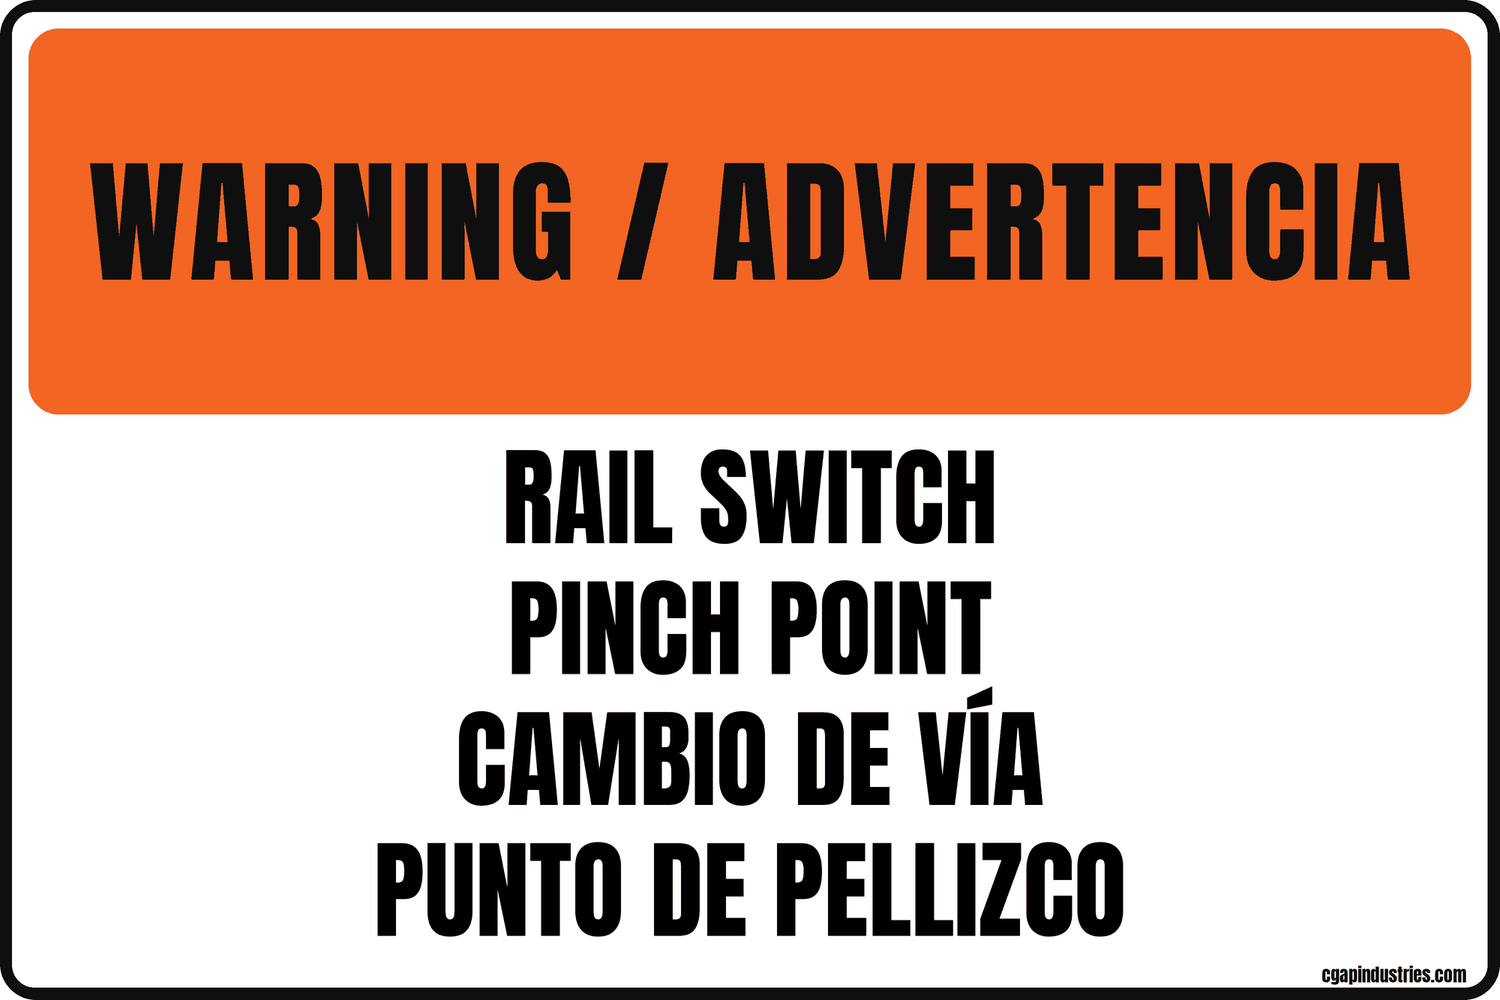 WARNING / ADVERTENCIA
RAIL SWITCH
PINCH POINT
CAMBIO DE VÍA
PUNTO DE PELLIZCO
cgapindustries.com